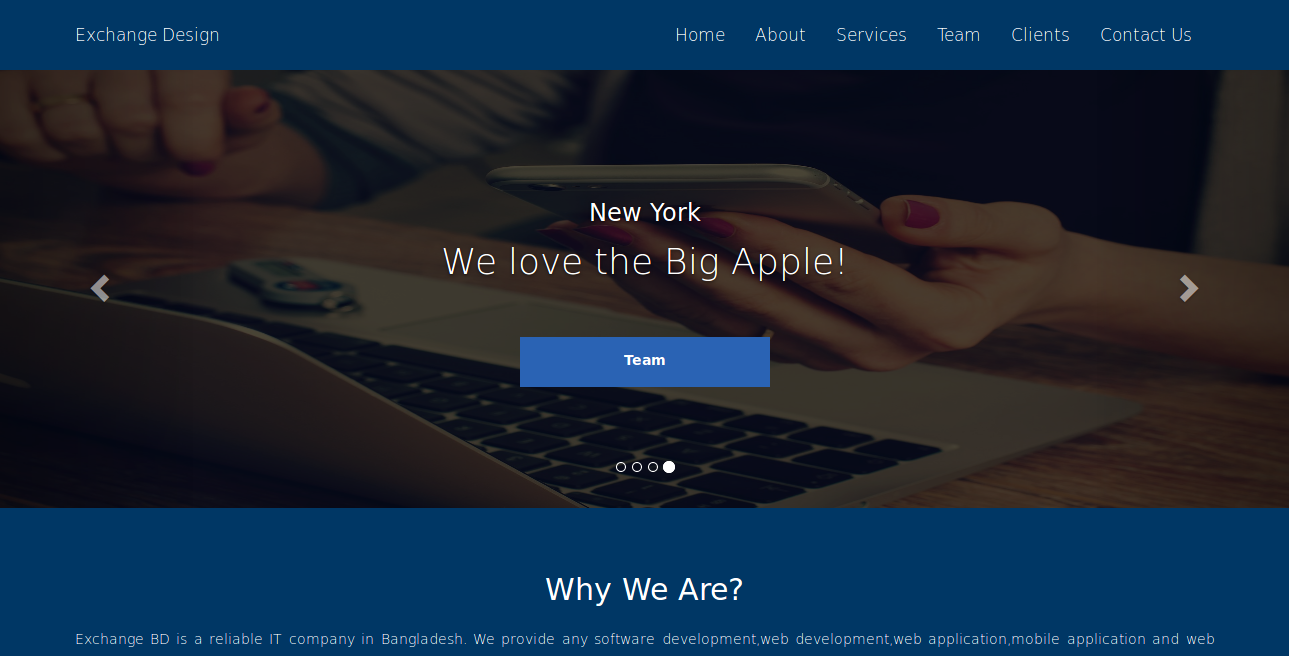 Exchange Design Home About Services Team Clients Contact Us
New York
We love the Big Apple!
Team
Why We Are?
Exchange BD is a reliable IT company in Bangladesh. We provide any software development,web development,web application,mobile application and web